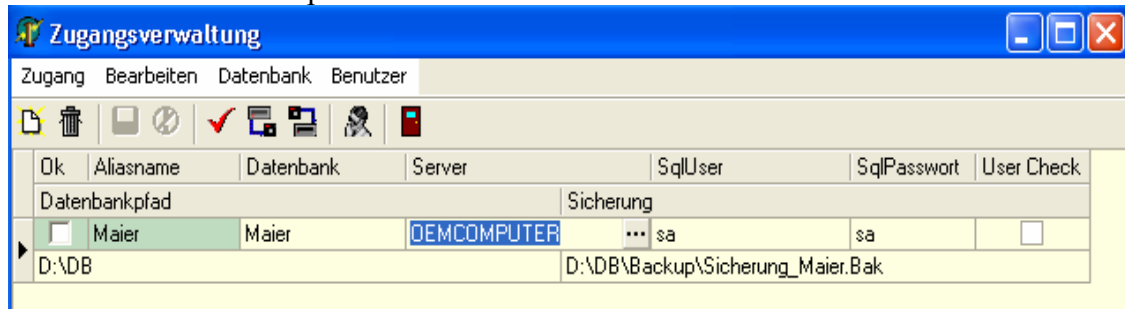 Zugangsverwaltung
Zugang Bearbeiten Datenbank Benutzer
Ok Aliasname Datenbank Server SqlUser SqlPasswort User Check
Datenbankpfad Sicherung
Maier Maier OEMCOMPUTER ... sa sa
D:\DB D:\DB\Backup\Sicherung_Maier.Bak